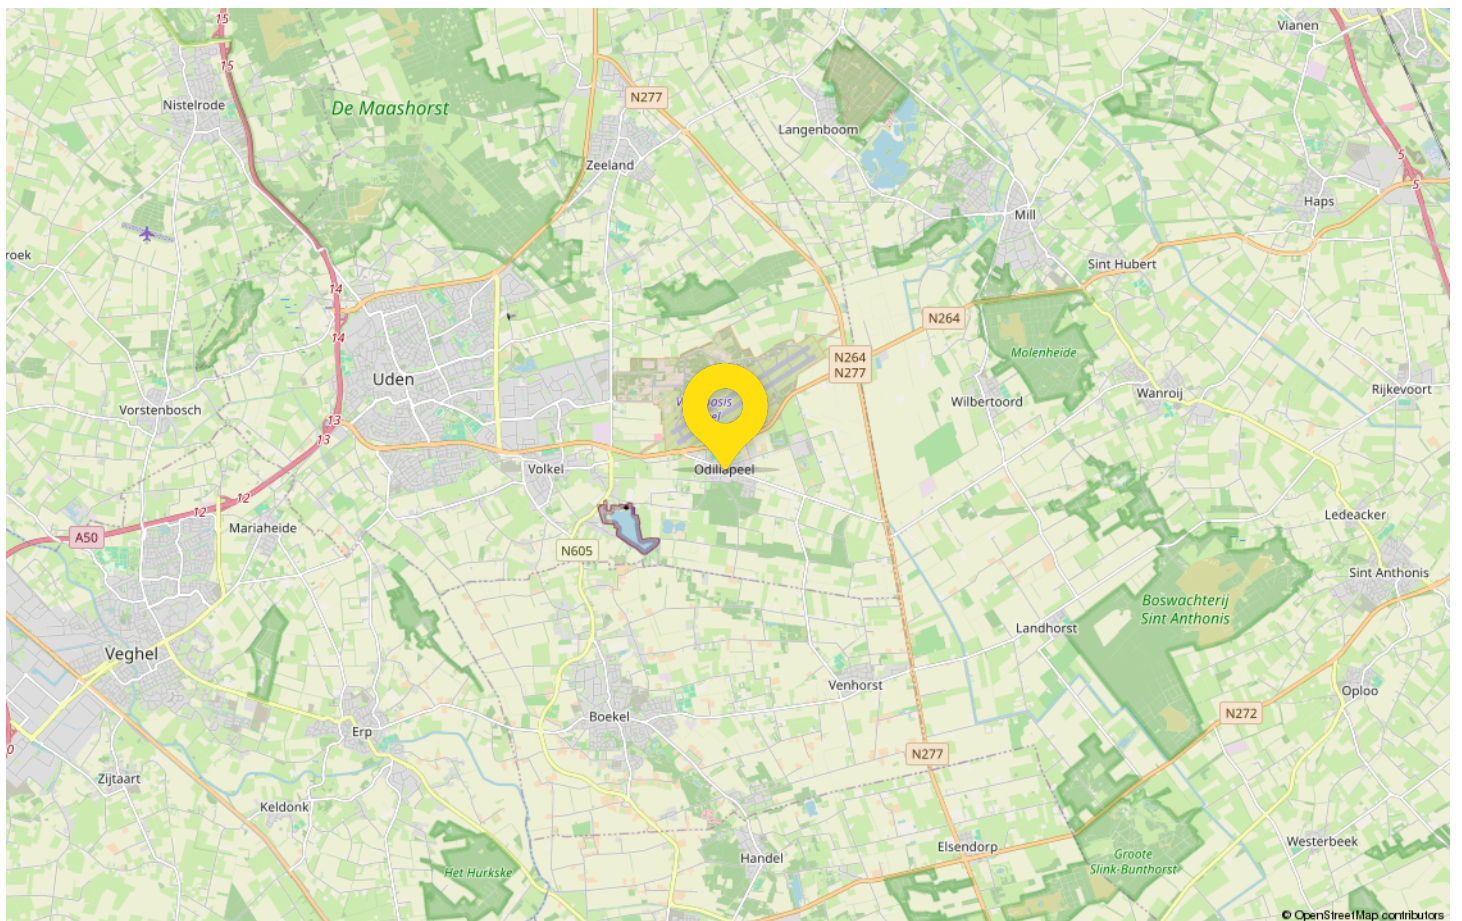 15
Vianen
15
De Maashorst
N277
Nistelrode
Langenboom
Zeeland
5
5
Haps
Mill
roek
Sint Hubert
14
N264
14
Molenheide
N264
N277
Uden
Rijkevoort
Wanroij
Wilbertoord
Vorstenbosch
13
13
Volkel
Odiliapeel
12
12
Mariaheide
Ledeacker
A50
N605
Sint Anthonis
Boswachterij
Sint Anthonis
Landhorst
Veghel
Venhorst
Oploo
N272
Boekel
Erp
0
N277
Zijtaart
Keldonk
Westerbeek
Elsendorp
Handel
Groote
Slink-Bunthorst
Het Hurkske
© OpenStreetMap contributors